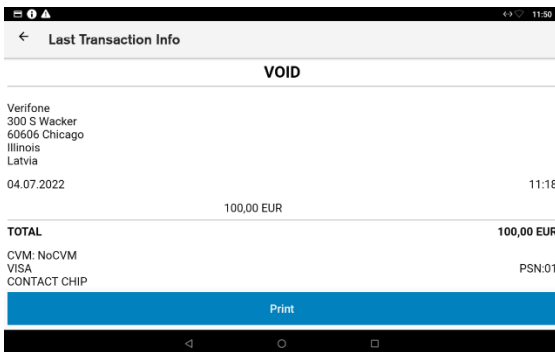 11:50
Last Transaction Info
VOID
Verifone
300 S Wacker
60606 Chicago
Illinois
Latvia
04.07.2022 11:18
100,00 EUR
TOTAL 100,00 EUR
CVM: NoCVM
VISA PSN:01
CONTACT CHIP
Print